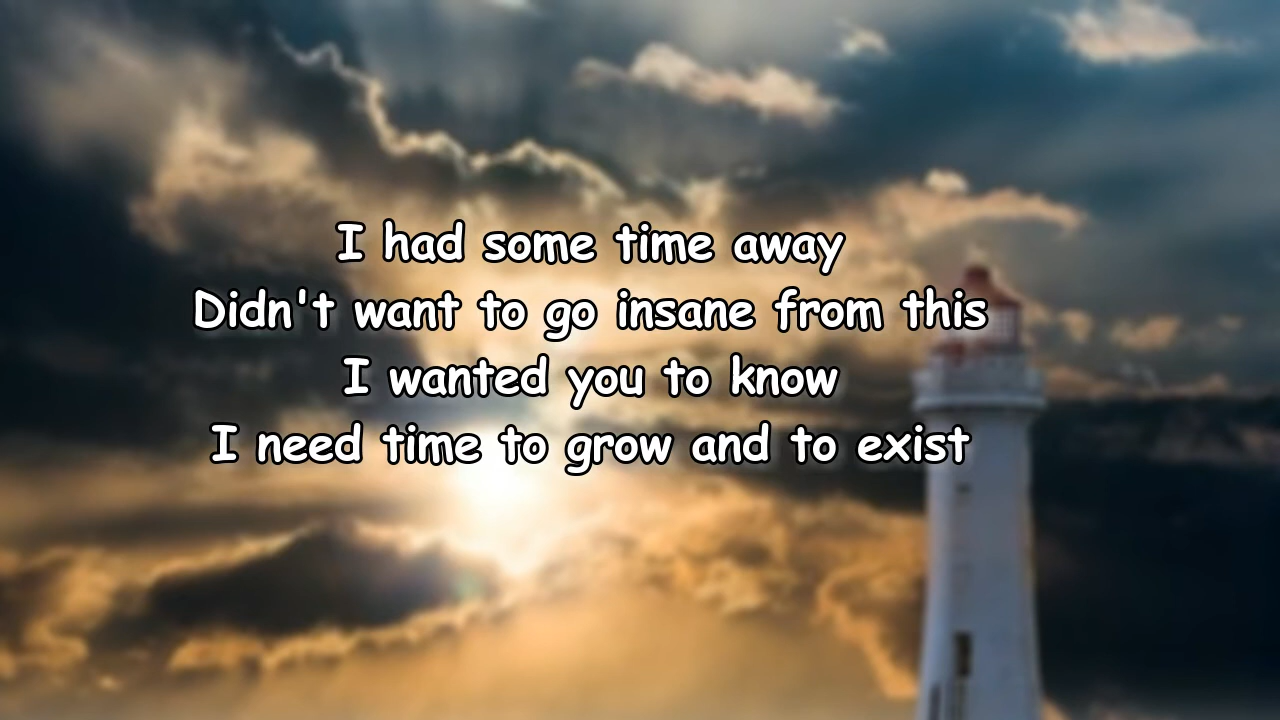 I had some time away
Didn't want to go insane from this
I wanted you to know
I need time to grow and to exist